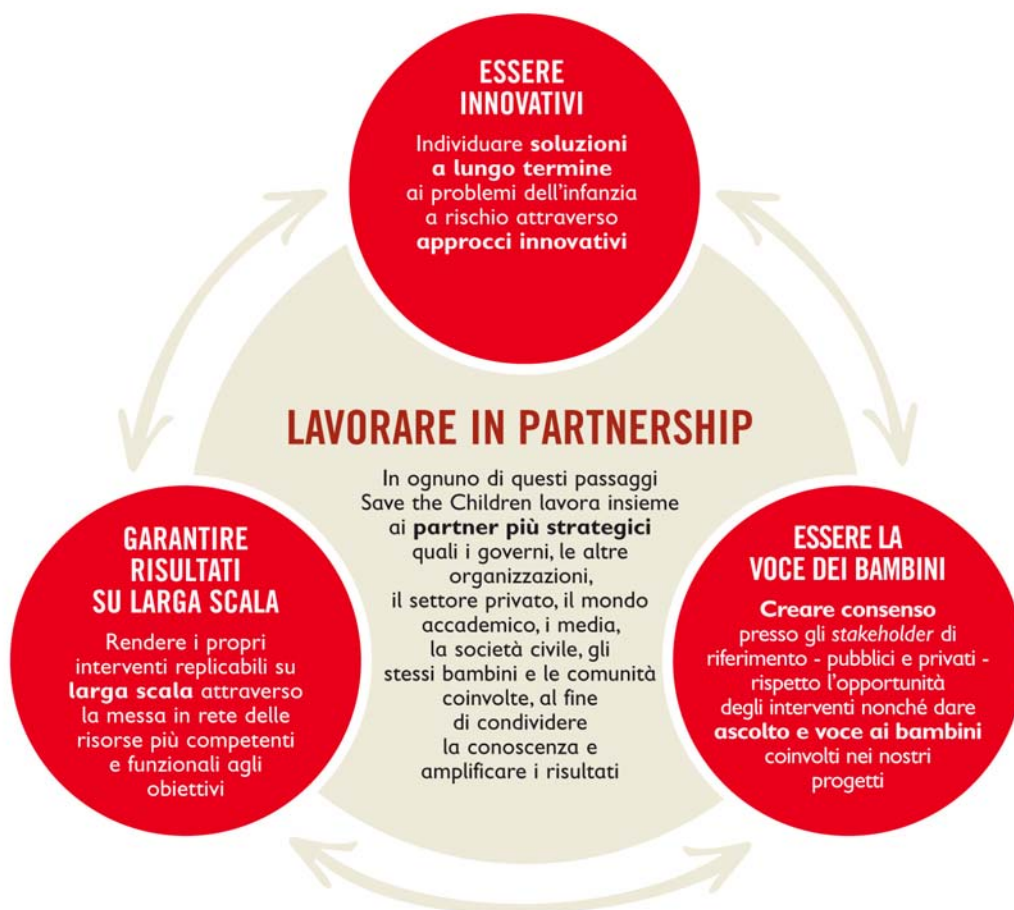 ESSERE
INNOVATIVI
Individuare soluzioni
a lungo termine
ai problemi dell'infanzia
a rischio attraverso
approcci innovativi
LAVORARE IN PARTNERSHIP
In ognuno di questi passaggi
Save the Children lavora insieme
ai partner più strategici
quali i governi, le altre
organizzazioni,
il settore privato, il mondo
accademico, i media,
la società civile, gli
stessi bambini e le comunità
coinvolte, al fine
di condividere
la conoscenza e
amplificare i risultati
GARANTIRE
RISULTATI
SU LARGA SCALA
Rendere i propri
interventi replicabili su
larga scala attraverso
la messa in rete delle
risorse più competenti
e funzionali agli
obiettivi
ESSERE LA
VOCE DEI BAMBINI
Creare consenso
presso gli stakeholder di
riferimento - pubblici e privati -
rispetto l'opportunità
degli interventi nonché dare
ascolto e voce ai bambini
coinvolti nei nostri
progetti